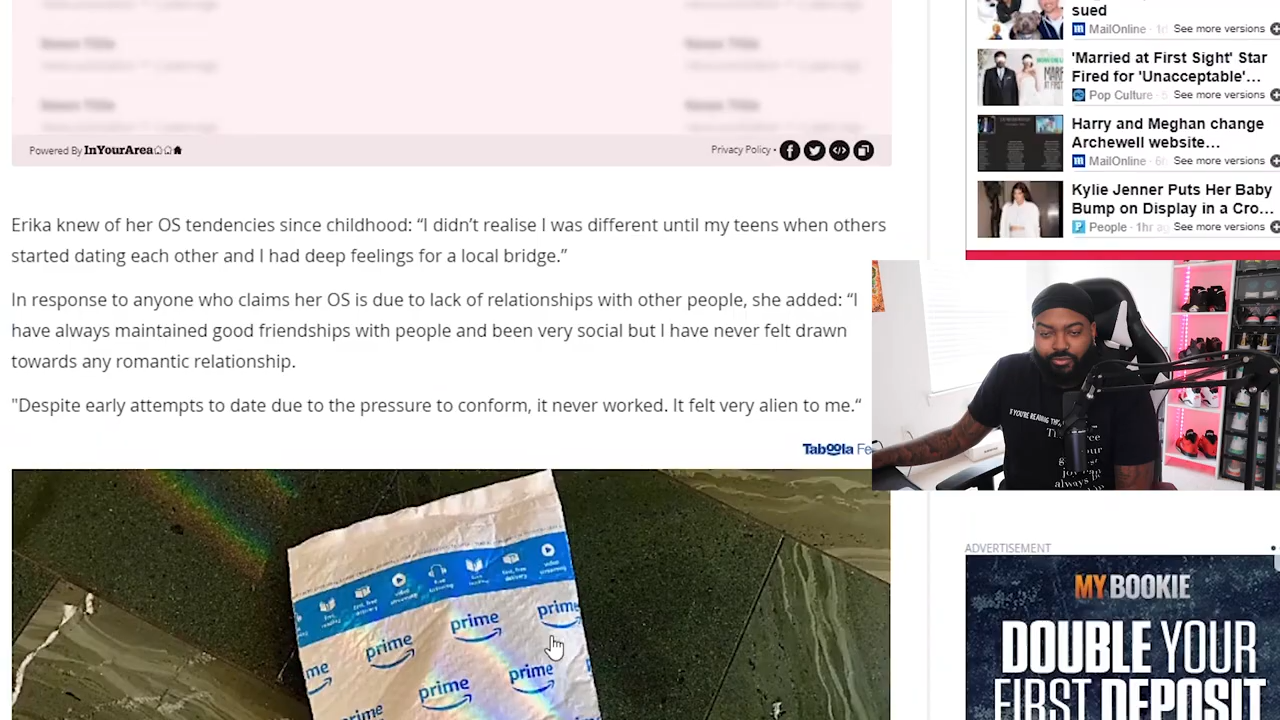 Powered By InYourArea
Privacy Policy •
Erika knew of her OS tendencies since childhood: “I didn’t realise I was different until my teens when others
started dating each other and I had deep feelings for a local bridge.”
In response to anyone who claims her OS is due to lack of relationships with other people, she added: “I
have always maintained good friendships with people and been very social but I have never felt drawn
towards any romantic relationship.
"Despite early attempts to date due to the pressure to conform, it never worked. It felt very alien to me.“
Taboola Fe
prime
prime
prime
prime
prime
sued
MailOnline
See more versions
'Married at First Sight' Star
Fired for 'Unacceptable'...
Pop Culture
See more versions
Harry and Meghan change
Archewell website...
MailOnline
See more versions
Kylie Jenner Puts Her Baby
Bump on Display in a Cro...
People · 1hr
See more versions
IF YOU'RE READING
ADVERTISEMENT
MYBOOKIE
DOUBLE YOUR
FIRST DEPOSIT